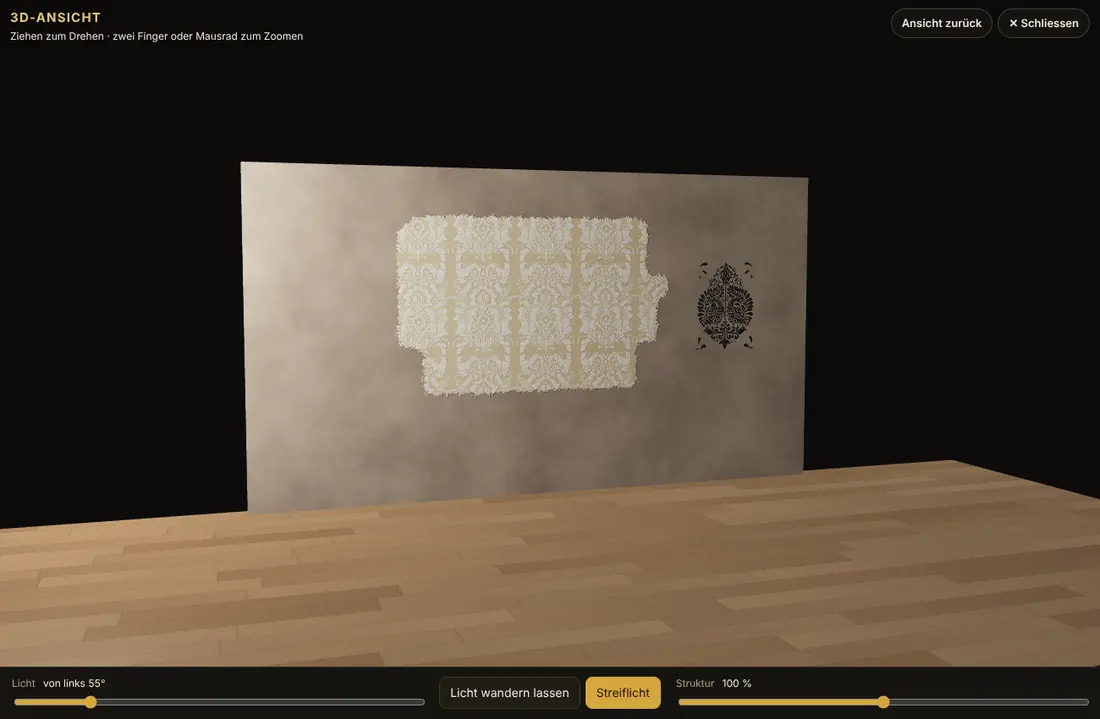 3D-ANSICHT
Ziehen zum Drehen · zwei Finger oder Mausrad zum Zoomen
Ansicht zurück
✕ Schliessen
Licht von links 55°
Licht wandern lassen
Streiflicht
Struktur 100 %